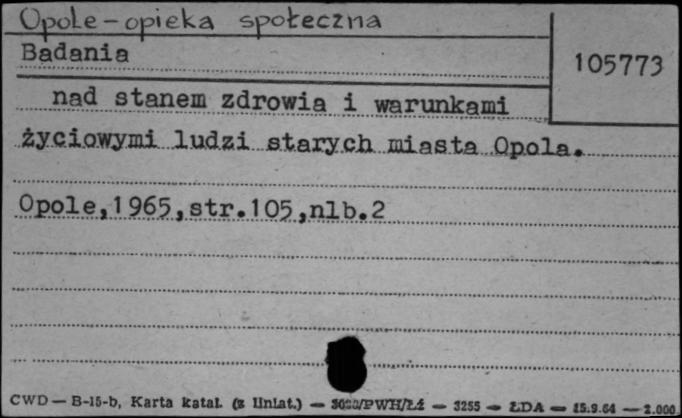 Opole - opieka społeczna
Badania
105773
nad stanem zdrowia i warunkami
życiowymi ludzi starych miasta Opola.
Opole,1965,str.105,nlb.2
CWD — B-15-b, Karta katal. (z liniat.) — /PWH/Łź — 3255 — ŁDA — 15.9.64 — 2.000